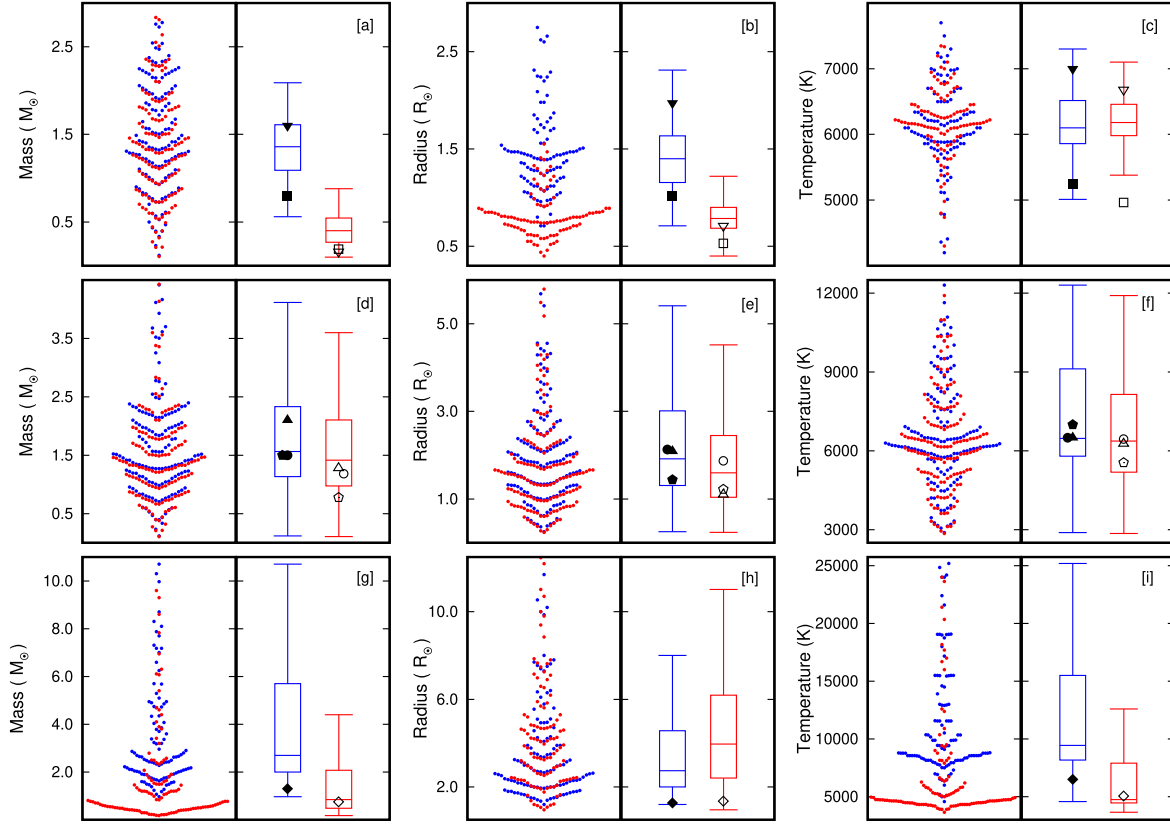 Mass ( M⊙ )
2.5
1.5
0.5
[a]
Radius ( R⊙ )
2.5
1.5
0.5
[b]
Temperature (K)
7000
6000
5000
[c]
Mass ( M⊙ )
3.5
2.5
1.5
0.5
[d]
Radius ( R⊙ )
5.0
3.0
1.0
[e]
Temperature (K)
12000
9000
6000
3000
[f]
Mass ( M⊙ )
10.0
8.0
6.0
4.0
2.0
[g]
Radius ( R⊙ )
10.0
6.0
2.0
[h]
Temperature (K)
25000
20000
15000
10000
5000
[i]